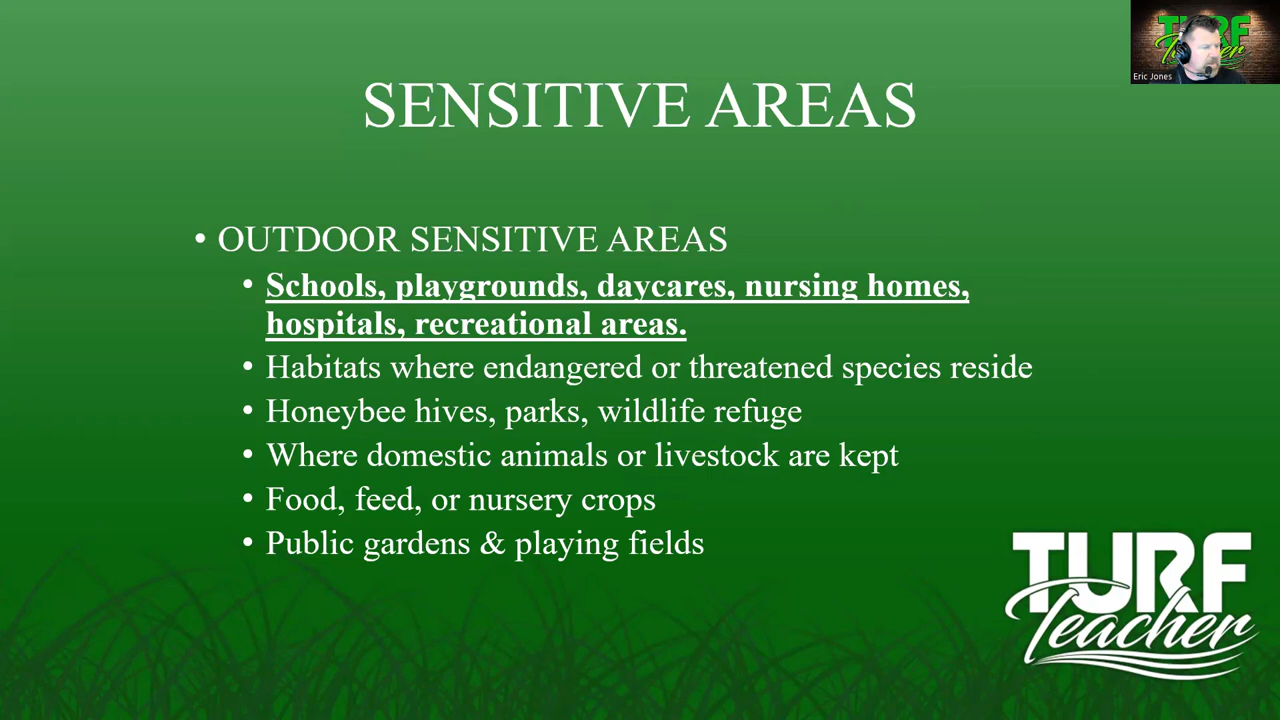 TURF
Teacher
Eric Jones
SENSITIVE AREAS
• OUTDOOR SENSITIVE AREAS
• Schools, playgrounds, daycares, nursing homes,
hospitals, recreational areas.
• Habitats where endangered or threatened species reside
• Honeybee hives, parks, wildlife refuge
• Where domestic animals or livestock are kept
• Food, feed, or nursery crops
• Public gardens & playing fields
TURF
Teacher